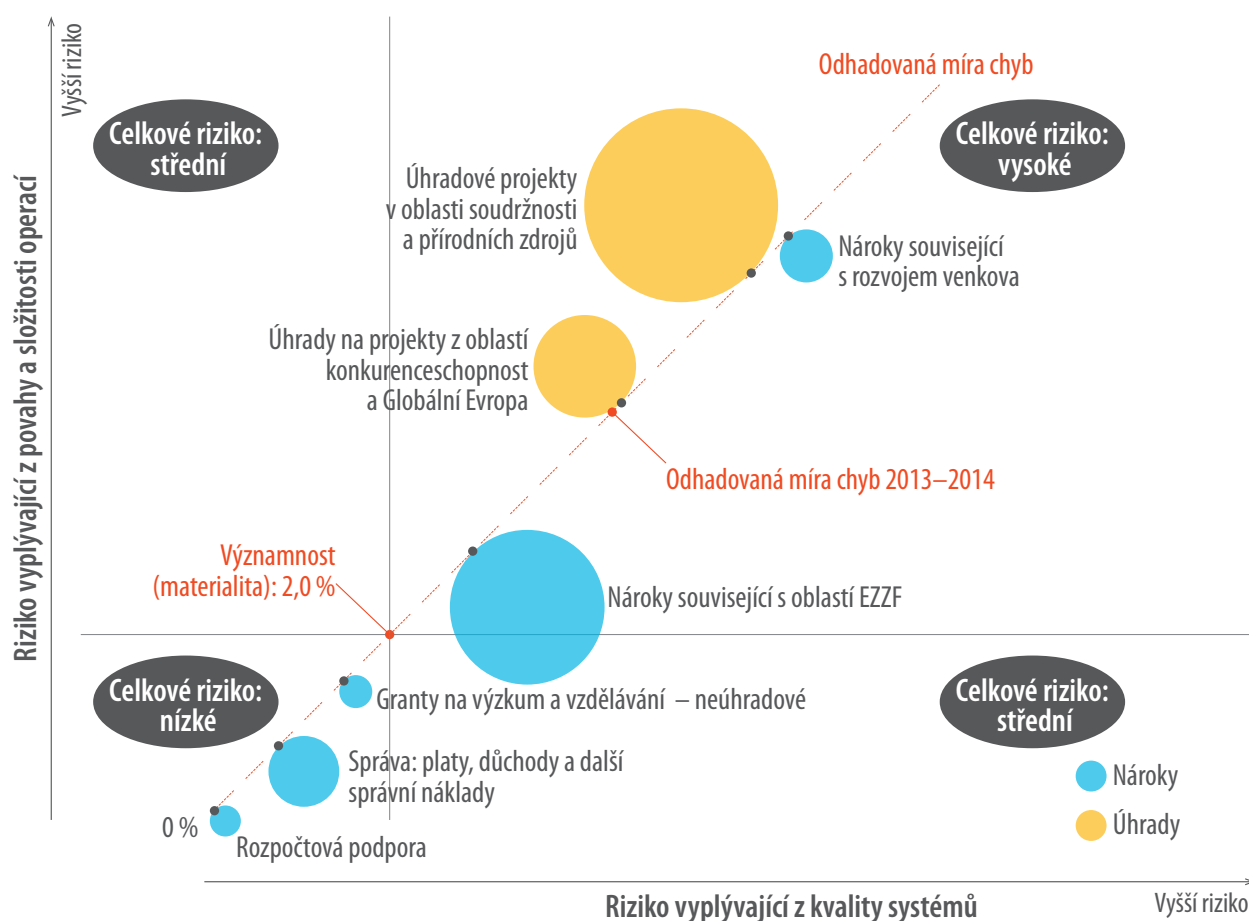 Vyšší riziko
Riziko vyplývající z povahy a složitosti operací
Odhadovaná míra chyb
Celkové riziko:
střední
Celkové riziko:
vysoké
Úhradové projekty
v oblasti soudržnosti
a přírodních zdrojů
Nároky související
s rozvojem venkova
Úhrady na projekty z oblastí
konkurenceschopnost
a Globální Evropa
Odhadovaná míra chyb 2013–2014
Významnost
(materialita): 2,0 %
Nároky související s oblastí EZZF
Celkové riziko:
nízké
Granty na výzkum a vzdělávání – neúhradové
Celkové riziko:
střední
Správa: platy, důchody a další
správní náklady
Nároky
Úhrady
0 %
Rozpočtová podpora
Riziko vyplývající z kvality systémů
Vyšší riziko